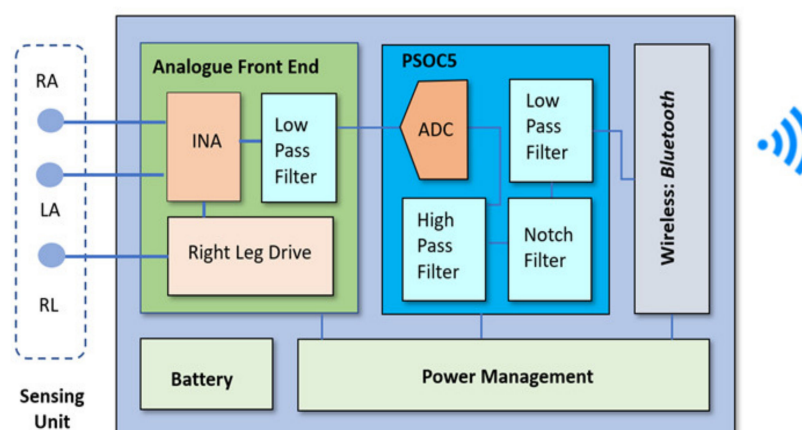 RA
LA
RL
Sensing
Unit
Analogue Front End
INA
Low
Pass
Filter
Right Leg Drive
PSOC5
ADC
High
Pass
Filter
Notch
Filter
Low
Pass
Filter
Wireless: Bluetooth
Battery
Power Management